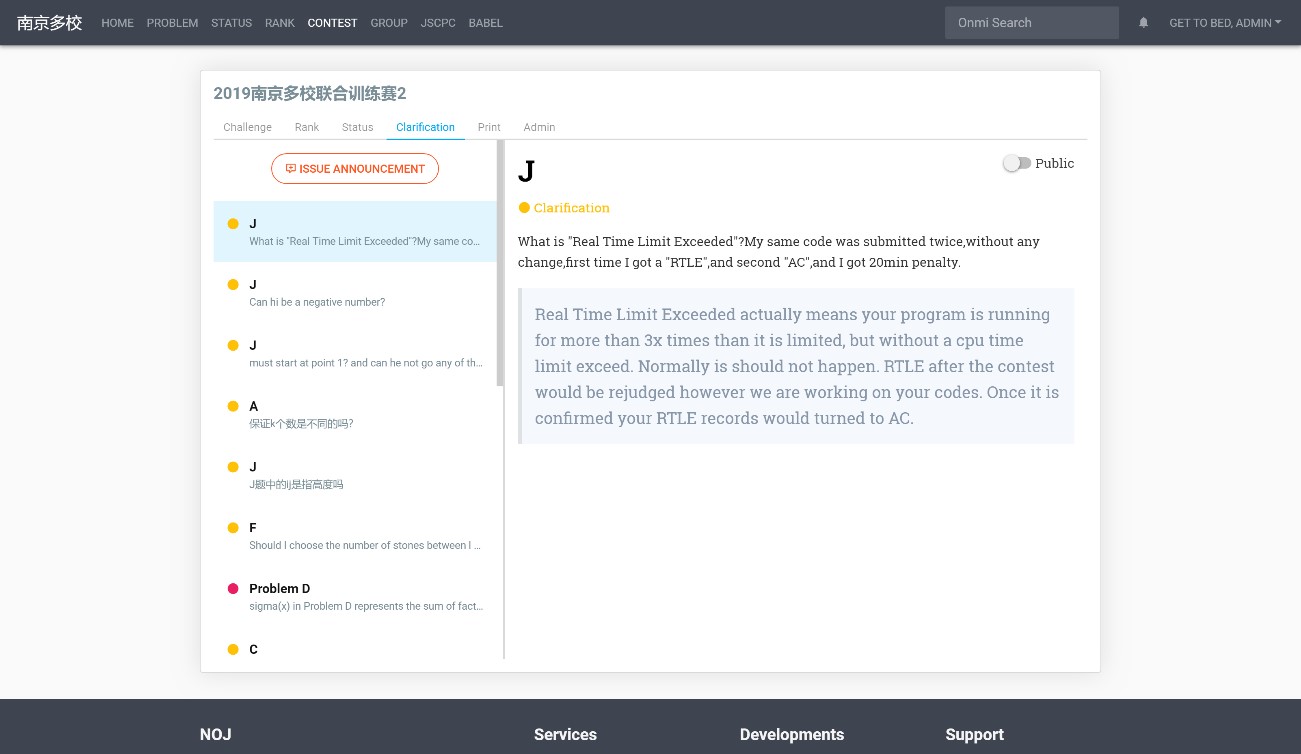 南京多校 HOME PROBLEM STATUS RANK CONTEST GROUP JSCPC BABEL Onmi Search GET TO BED, ADMIN
2019南京多校联合训练赛2
Challenge Rank Status Clarification Print Admin
ISSUE ANNOUNCEMENT
J
What is "Real Time Limit Exceeded"?My same co...
J
Can hi be a negative number?
J
must start at point 1? and can he not go any of th...
A
保证k个数是不同的吗?
J
J题中的ij是指高度吗
F
Should I choose the number of stones between l ...
Problem D
sigma(x) in Problem D represents the sum of fact...
C
J
Public
Clarification
What is "Real Time Limit Exceeded"?My same code was submitted twice,without any
change,first time I got a "RTLE",and second "AC",and I got 20min penalty.
Real Time Limit Exceeded actually means your program is running
for more than 3x times than it is limited, but without a cpu time
limit exceed. Normally is should not happen. RTLE after the contest
would be rejudged however we are working on your codes. Once it is
confirmed your RTLE records would turned to AC.
NOJ Services Developments Support